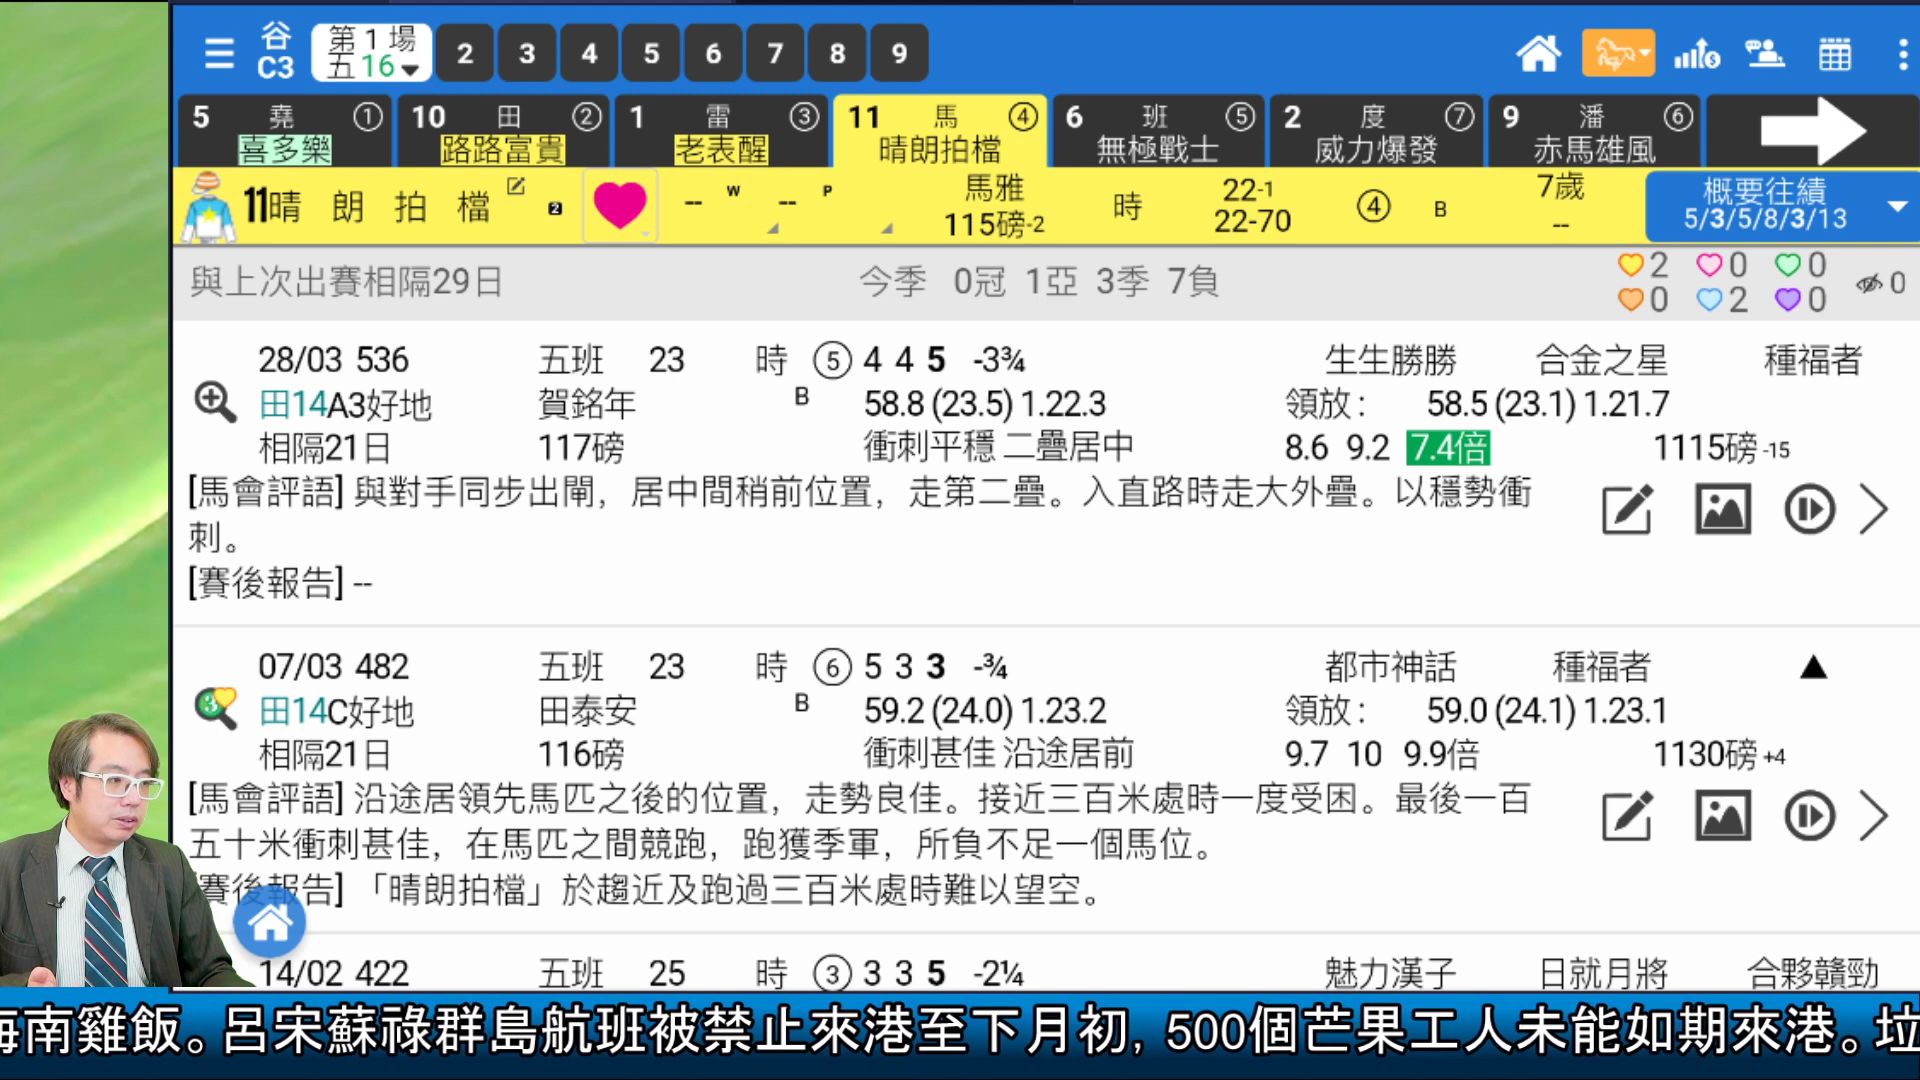 谷
C3
第 1 場
五16
2 3 4 5 6 7 8 9
5 堯 ①
喜多樂
10 田 ②
路路富貴
1 雷 ③
老表醒
11 馬 ④
晴朗拍檔
6 班 ⑤
無極戰士
2 度 ⑦
威力爆發
9 潘 ⑥
赤馬雄風
11晴朗拍檔 2
-- W -- P
馬雅
115磅-2
時
22-1
22-70
④ B
7歲
--
概要往績
5/3/5/8/3/13
與上次出賽相隔29日
今季 0冠 1亞 3季 7負
2 0 0
0 2 0
0
28/03 536 五班 23 時 ⑤ 4 4 5 -3¾ 生生勝勝 合金之星 種福者
田14A3好地 賀銘年 B 58.8 (23.5) 1.22.3 領放： 58.5 (23.1) 1.21.7
相隔21日 117磅 衝刺平穩 二疊居中 8.6 9.2 7.4倍 1115磅 -15
[馬會評語] 與對手同步出閘，居中間稍前位置，走第二疊。入直路時走大外疊。以穩勢衝
刺。
[賽後報告] --
07/03 482 五班 23 時 ⑥ 5 3 3 -¾ 都市神話 種福者 ▲
3 田14C好地 田泰安 B 59.2 (24.0) 1.23.2 領放： 59.0 (24.1) 1.23.1
相隔21日 116磅 衝刺甚佳 沿途居前 9.7 10 9.9倍 1130磅 +4
[馬會評語] 沿途居領先馬匹之後的位置，走勢良佳。接近三百米處時一度受困。最後一百
五十米衝刺甚佳，在馬匹之間競跑，跑獲季軍，所負不足一個馬位。
賽後報告] 「晴朗拍檔」於趨近及跑過三百米處時難以望空。
14/02 422 五班 25 時 ③ 3 3 5 -2¼ 魅力漢子 日就月將 合夥贛勁
海南雞飯。呂宋蘇祿群島航班被禁止來港至下月初，500個芒果工人未能如期來港。垃